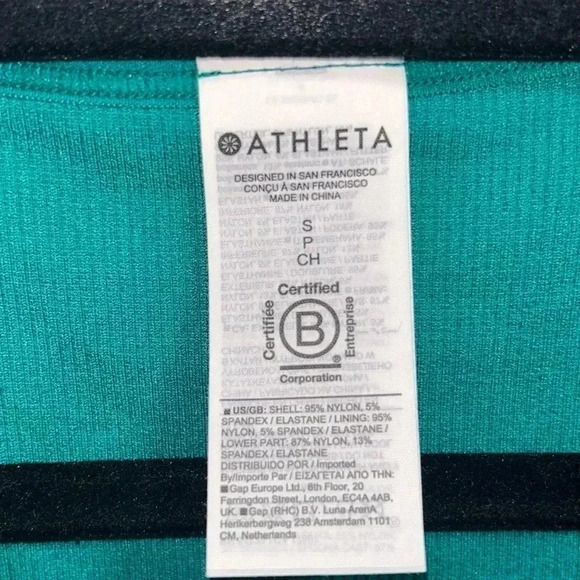 ATHLETA
DESIGNED IN SAN FRANCISCO
CONÇU À SAN FRANCISCO
MADE IN CHINA
S
P
CH
Certified
Certifiée
B
Entreprise
®
Corporation
US/GB: SHELL: 95% NYLON, 5%
SPANDEX / ELASTANE / LINING: 95%
NYLON, 5% SPANDEX / ELASTANE /
LOWER PART: 87% NYLON, 13%
SPANDEX / ELASTANE
DISTRIBUIDO POR / Imported
By/Importe Par / ΕΙΣΑΓΕΤΑΙ ΑΠΟ ΤΗΝ:
Gap Europe Ltd., 8th Floor, 20
Farringdon Street, London, EC4A 4AB,
UK. Gap (RHC) B.V. Luna ArenA
Herikerbergweg 238 Amsterdam 1101
CM, Netherlands